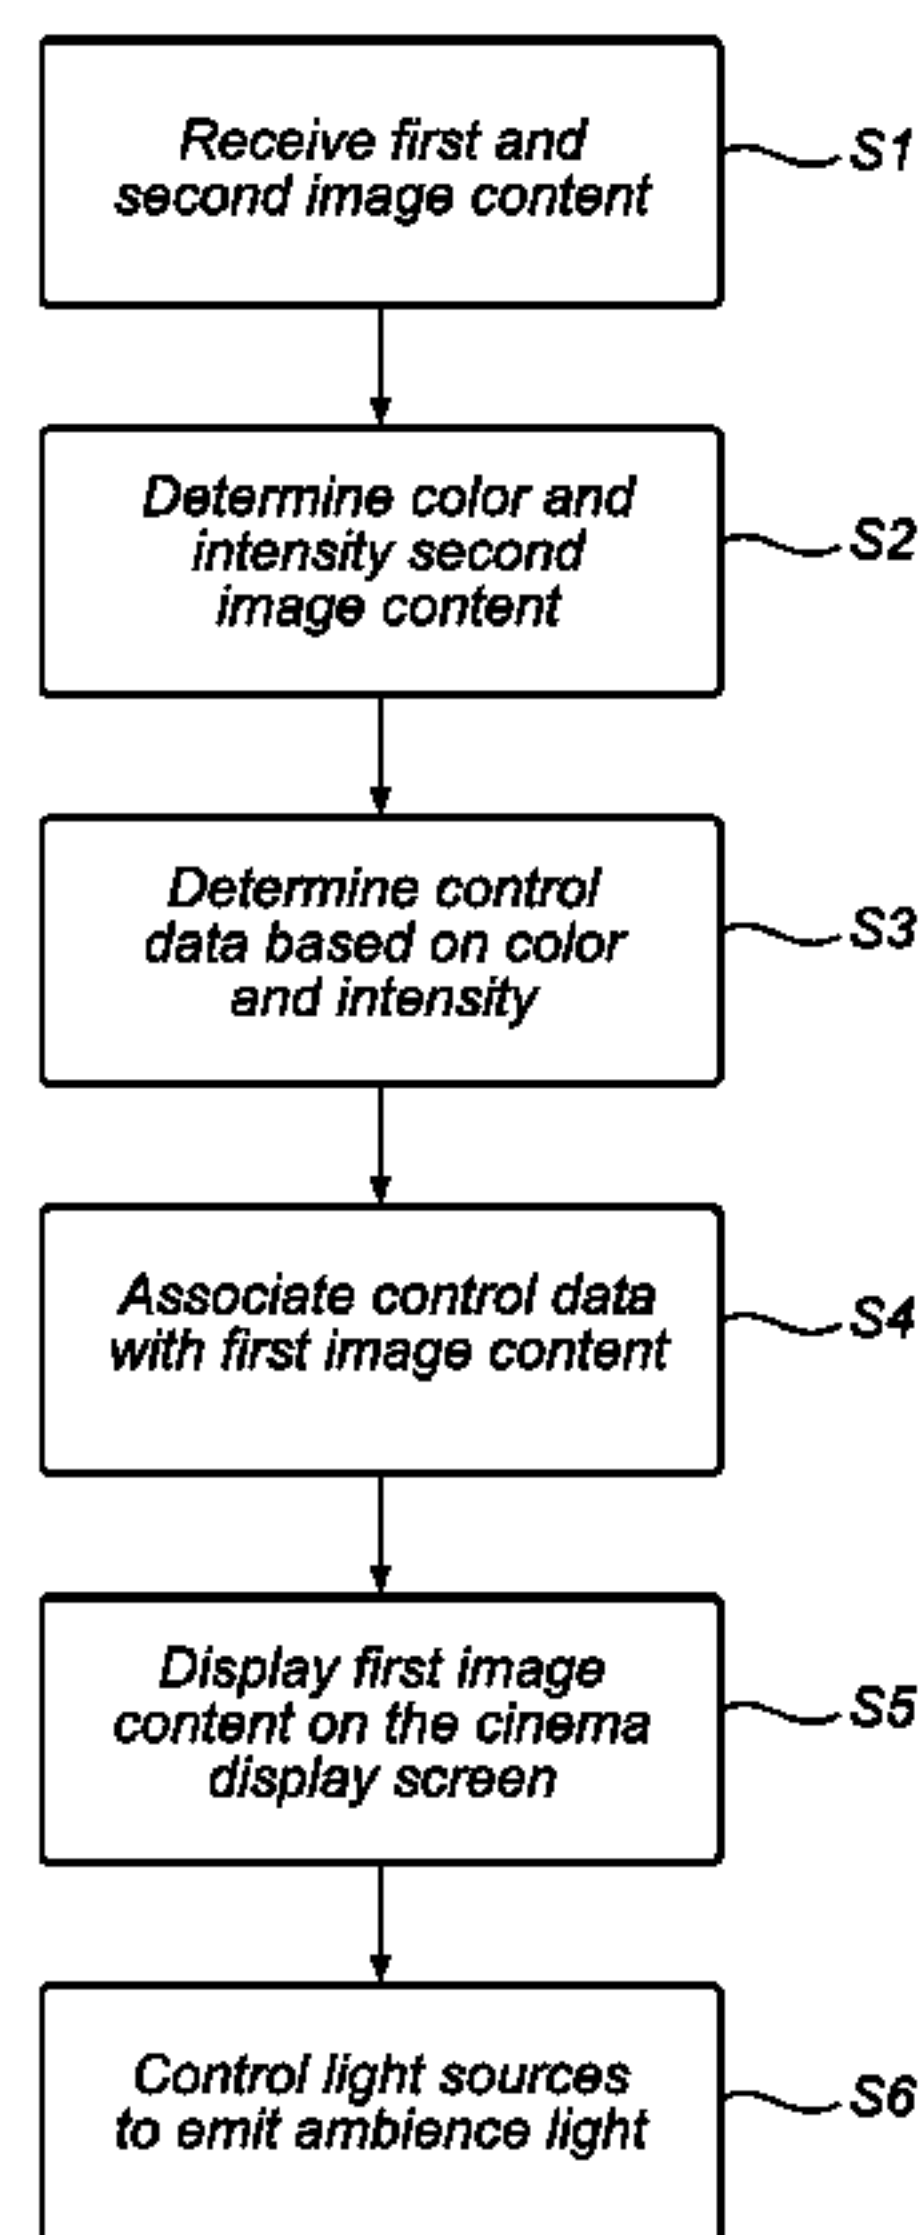 Receive first and
second image content
S1
Determine color and
intensity second
image content
S2
Determine control
data based on color
and intensity
S3
Associate control data
with first image content
S4
Display first image
content on the cinema
display screen
S5
Control light sources
to emit ambience light
S6